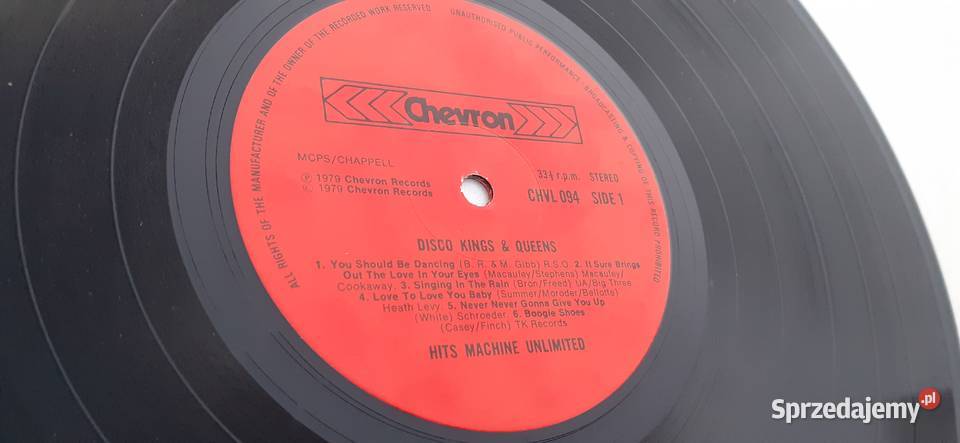 ALL RIGHTS OF THE MANUFACTURER AND OF THE OWNER OF THE RECORDED WORK RESERVED
UNAUTHORISED PUBLIC PERFORMANCE · BROADCASTING & COPYING OF THIS RECORD PROHIBITED
Chevron
MCPS/CHAPPELL
℗ 1979 Chevron Records
© 1979 Chevron Records
33⅓ r.p.m. STEREO
CHVL 094 SIDE 1
DISCO KINGS & QUEENS
1. You Should Be Dancing (B. R. & M. Gibb) R.S.O. 2. It Sure Brings
Out The Love In Your Eyes (Macauley/Stephens) Macauley/
Cookaway. 3. Singing In The Rain (Bron/Freed) UA/Big Three
4. Love To Love You Baby (Summer/Moroder/Bellotte)
Heath Levy. 5. Never Never Gonna Give You Up
(White) Schroeder. 6. Boogie Shoes
(Casey/Finch) TK Records
HITS MACHINE UNLIMITED
Sprzedajemy.pl